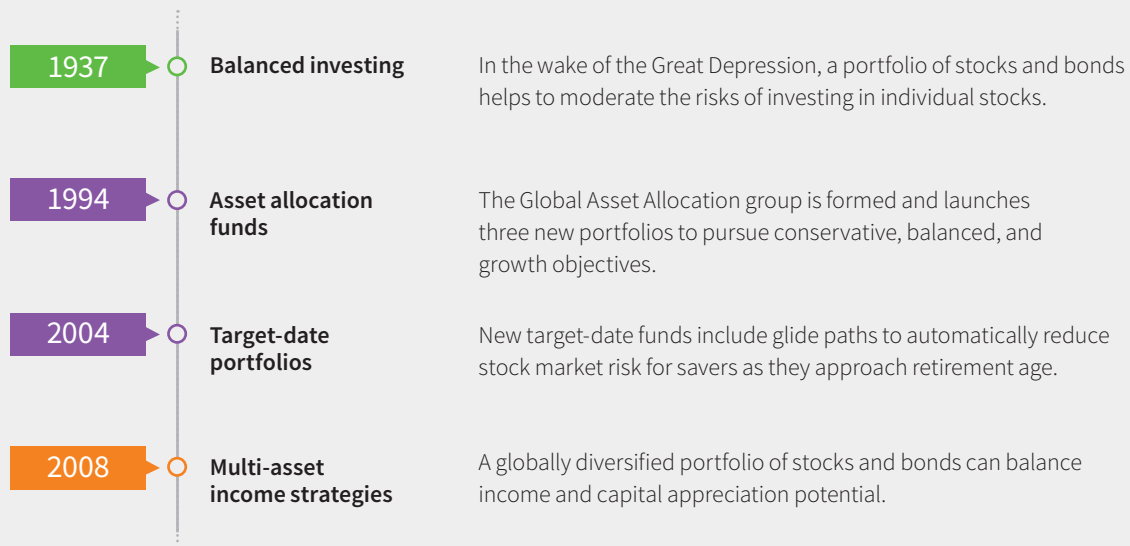 1937
Balanced investing
In the wake of the Great Depression, a portfolio of stocks and bonds
helps to moderate the risks of investing in individual stocks.
1994
Asset allocation
funds
The Global Asset Allocation group is formed and launches
three new portfolios to pursue conservative, balanced, and
growth objectives.
2004
Target-date
portfolios
New target-date funds include glide paths to automatically reduce
stock market risk for savers as they approach retirement age.
2008
Multi-asset
income strategies
A globally diversified portfolio of stocks and bonds can balance
income and capital appreciation potential.